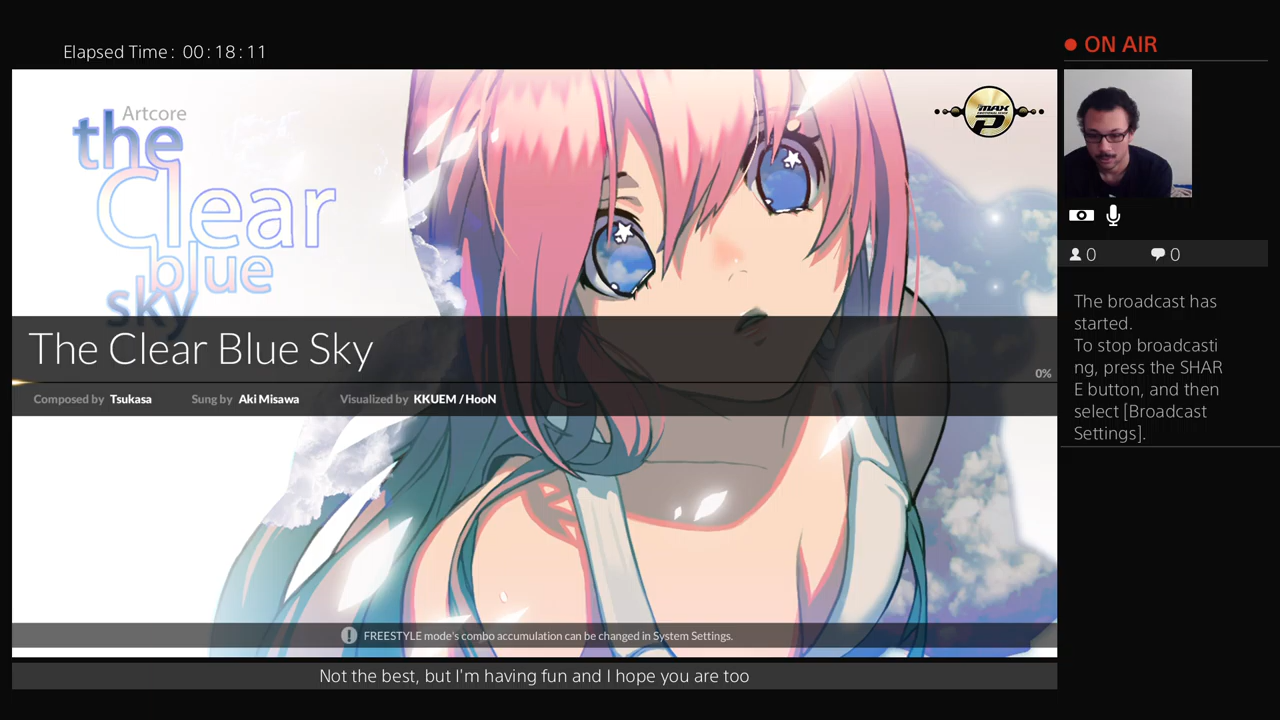 Elapsed Time: 00:18:11
ON AIR
Artcore
the
Clear
blue
sky
MAX
P
The Clear Blue Sky
0%
Composed by Tsukasa Sung by Aki Misawa Visualized by KKUEM / HooN
0 0
The broadcast has
started.
To stop broadcasti
ng, press the SHAR
E button, and then
select [Broadcast
Settings].
! FREESTYLE mode's combo accumulation can be changed in System Settings.
Not the best, but I'm having fun and I hope you are too